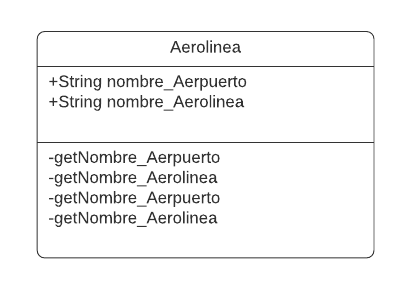 Aerolinea
+String nombre_Aerpuerto
+String nombre_Aerolinea
-getNombre_Aerpuerto
-getNombre_Aerolinea
-getNombre_Aerpuerto
-getNombre_Aerolinea